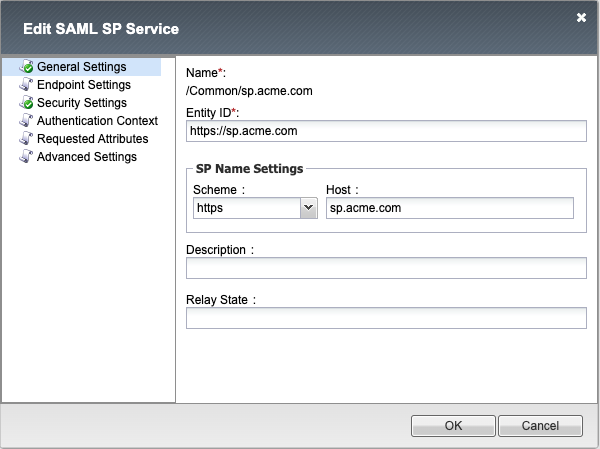 Edit SAML SP Service
General Settings
Endpoint Settings
Security Settings
Authentication Context
Requested Attributes
Advanced Settings
Name*:
/Common/sp.acme.com
Entity ID*:
https://sp.acme.com
SP Name Settings
Scheme : Host :
https sp.acme.com
Description :
Relay State :
OK Cancel